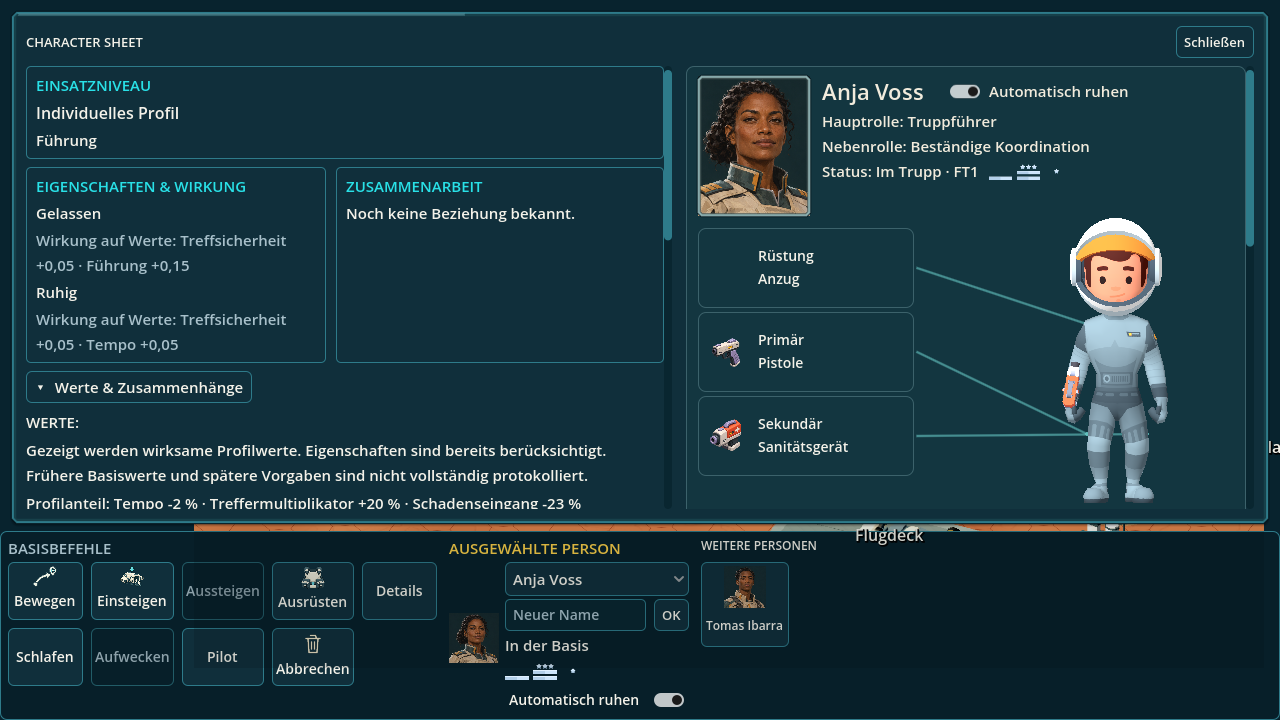 CHARACTER SHEET
Schließen
EINSATZNIVEAU
Individuelles Profil
Führung
EIGENSCHAFTEN & WIRKUNG
Gelassen
Wirkung auf Werte: Treffsicherheit
+0,05 · Führung +0,15
Ruhig
Wirkung auf Werte: Treffsicherheit
+0,05 · Tempo +0,05
ZUSAMMENARBEIT
Noch keine Beziehung bekannt.
Werte & Zusammenhänge
WERTE:
Gezeigt werden wirksame Profilwerte. Eigenschaften sind bereits berücksichtigt.
Frühere Basiswerte und spätere Vorgaben sind nicht vollständig protokolliert.
Profilanteil: Tempo -2 % · Treffermultiplikator +20 % · Schadenseingang -23 %
Anja Voss
Automatisch ruhen
Hauptrolle: Truppführer
Nebenrolle: Beständige Koordination
Status: Im Trupp · FT1
Rüstung
Anzug
Primär
Pistole
Sekundär
Sanitätsgerät
la
Flugdeck
BASISBEFEHLE
Bewegen
Einsteigen
Aussteigen
Ausrüsten
Details
Schlafen
Aufwecken
Pilot
Abbrechen
AUSGEWÄHLTE PERSON
Anja Voss
Neuer Name
OK
In der Basis
Automatisch ruhen
WEITERE PERSONEN
Tomas Ibarra